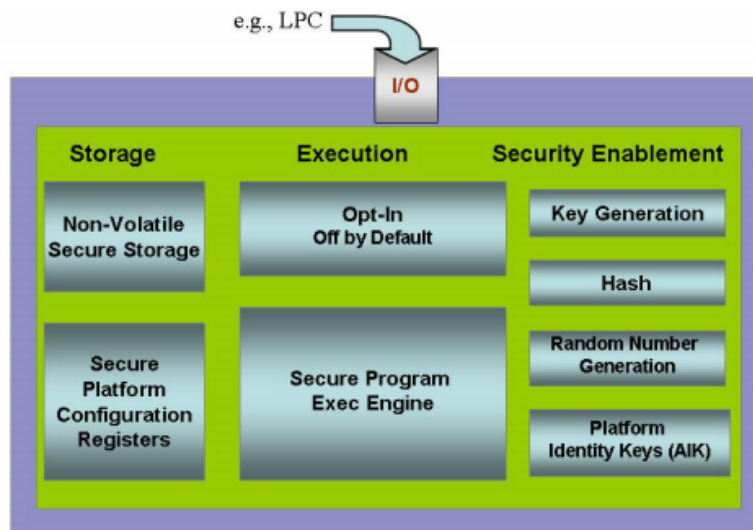 e.g., LPC
I/O
Storage
Execution
Security Enablement
Non-Volatile
Secure Storage
Secure
Platform
Configuration
Registers
Opt-In
Off by Default
Secure Program
Exec Engine
Key Generation
Hash
Random Number
Generation
Platform
Identity Keys (AIK)